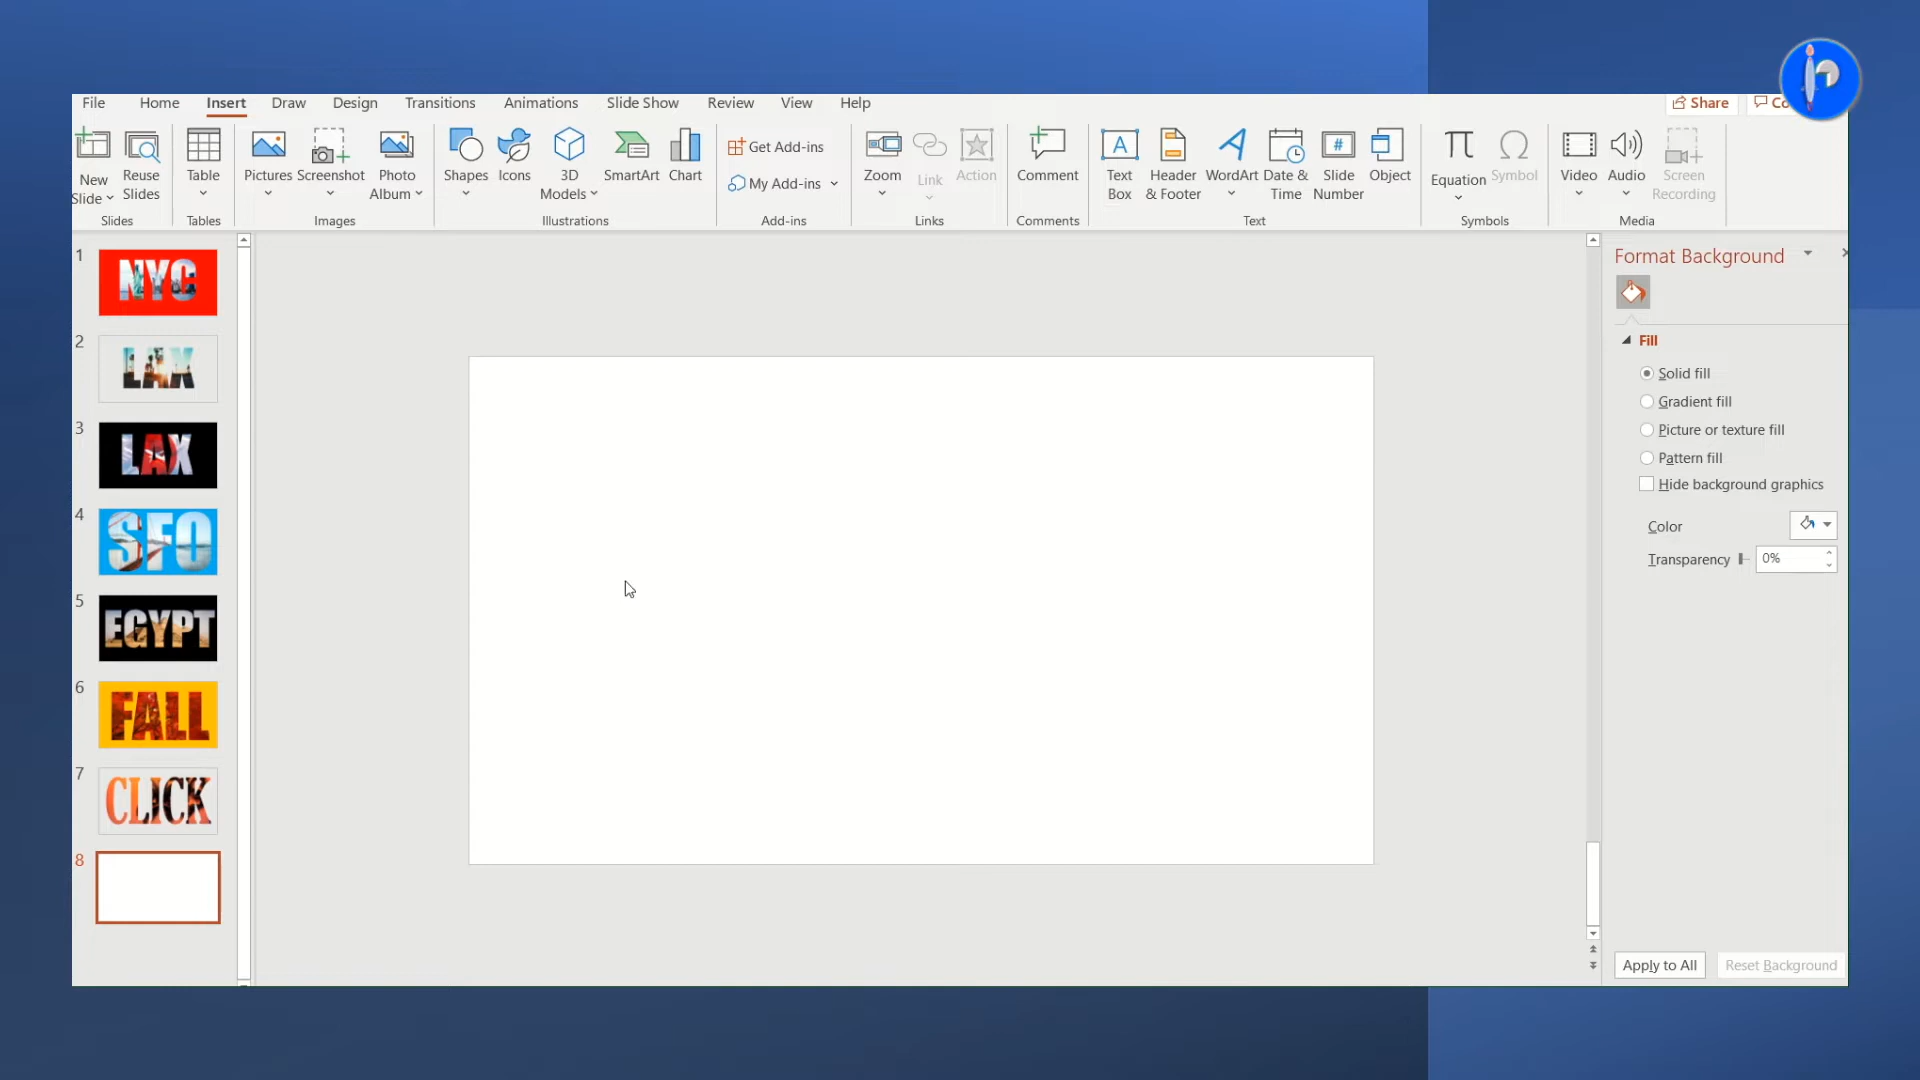 File Home Insert Draw Design Transitions Animations Slide Show Review View Help Share
New Slide
Reuse Slides
Slides
Table
Tables
Pictures
Screenshot
Photo Album
Images
Shapes
Icons
3D Models
SmartArt
Chart
Illustrations
Get Add-ins
My Add-ins
Add-ins
Zoom
Link
Action
Links
Comment
Comments
A
Text Box
Header & Footer
WordArt
Date & Time
#
Slide Number
Object
Text
π
Equation
Ω
Symbol
Symbols
Video
Audio
Screen Recording
Media
1
NYC
2
LAX
3
LAX
4
SFO
5
EGYPT
6
FALL
7
CLICK
8
Format Background
Fill
Solid fill
Gradient fill
Picture or texture fill
Pattern fill
Hide background graphics
Color
Transparency 0%
Apply to All Reset Background